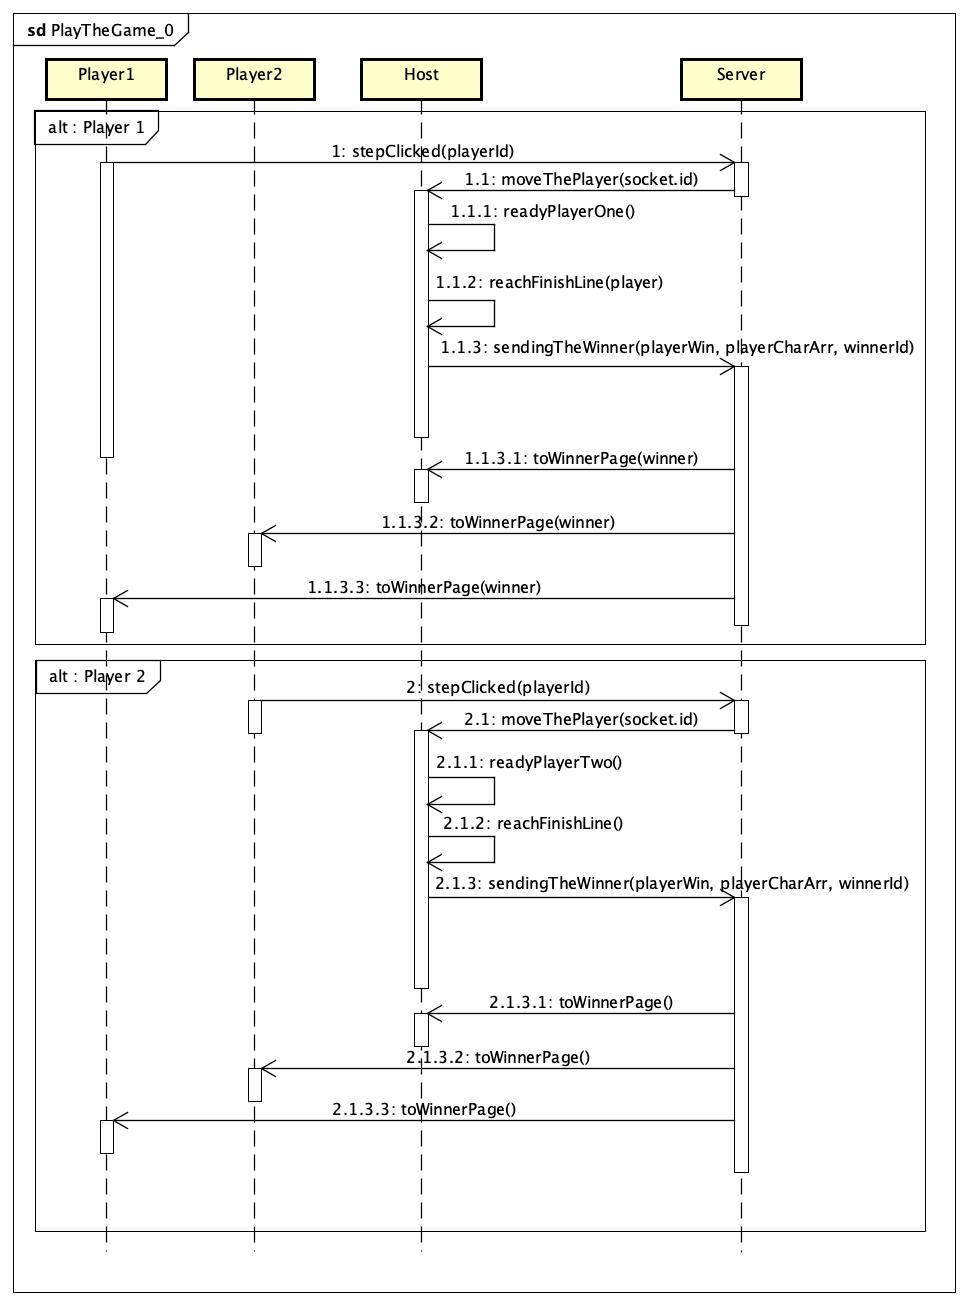 sd PlayTheGame_0
Player1
Player2
Host
Server
alt : Player 1
1: stepClicked(playerId)
1.1: moveThePlayer(socket.id)
1.1.1: readyPlayerOne()
1.1.2: reachFinishLine(player)
1.1.3: sendingTheWinner(playerWin, playerCharArr, winnerId)
1.1.3.1: toWinnerPage(winner)
1.1.3.2: toWinnerPage(winner)
1.1.3.3: toWinnerPage(winner)
alt : Player 2
2: stepClicked(playerId)
2.1: moveThePlayer(socket.id)
2.1.1: readyPlayerTwo()
2.1.2: reachFinishLine()
2.1.3: sendingTheWinner(playerWin, playerCharArr, winnerId)
2.1.3.1: toWinnerPage()
2.1.3.2: toWinnerPage()
2.1.3.3: toWinnerPage()